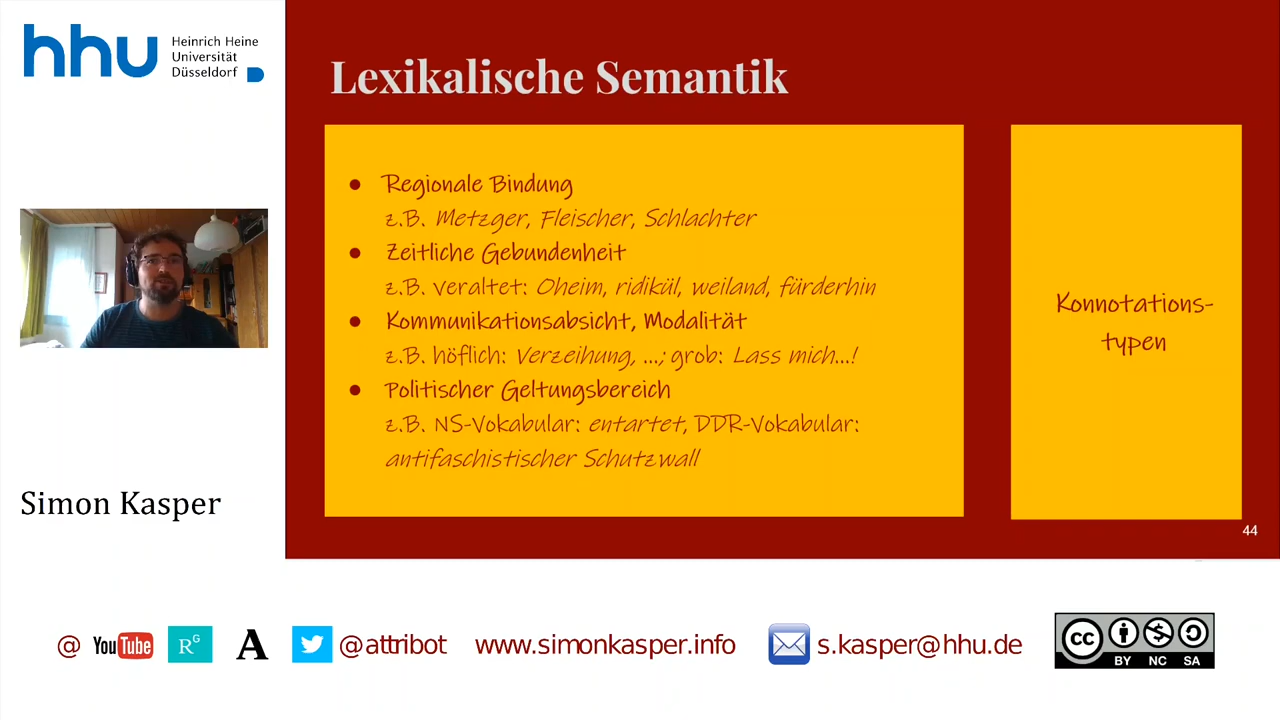 hhu
Heinrich Heine
Universität
Düsseldorf
Lexikalische Semantik
● Regionale Bindung
z.B. Metzger, Fleischer, Schlachter
● Zeitliche Gebundenheit
z.B. veraltet: Oheim, ridikül, weiland, fürderhin
● Kommunikationsabsicht, Modalität
z.B. höflich: Verzeihung, ...; grob: Lass mich...!
● Politischer Geltungsbereich
z.B. NS-Vokabular: entartet, DDR-Vokabular:
antifaschistischer Schutzwall
Konnotations-
typen
44
Simon Kasper
@ YouTube RG A @attribot www.simonkasper.info s.kasper@hhu.de
cc BY NC SA